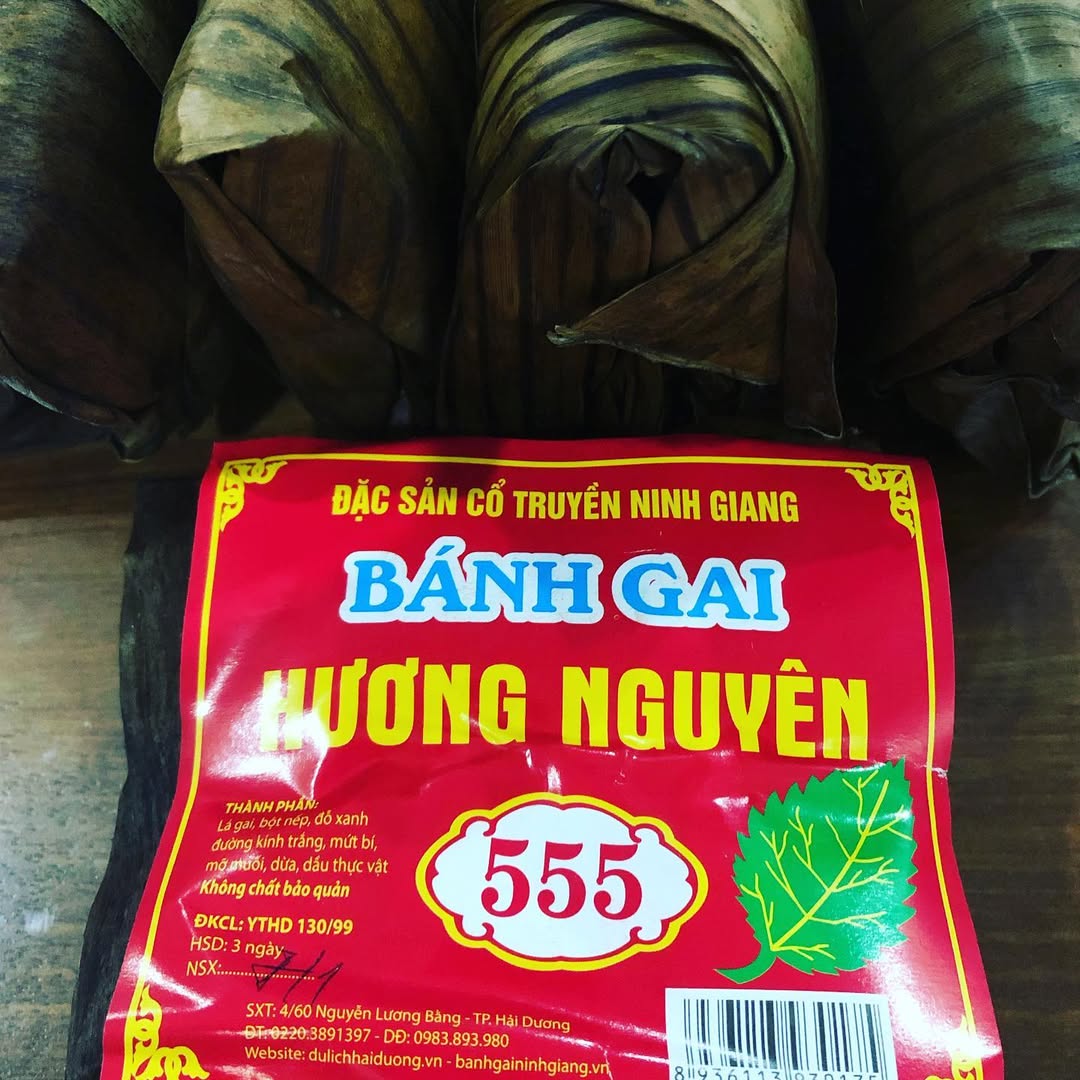 ĐẶC SẢN CỔ TRUYỀN NINH GIANG
BÁNH GAI
HƯƠNG NGUYÊN
THÀNH PHẦN:
Lá gai, bột nếp, đỗ xanh
đường kính trắng, mứt bí,
mỡ muối, dừa, dầu thực vật
Không chất bảo quản
555
ĐKCL: YTHD 130/99
HSD: 3 ngày
NSX:
SXT: 4/60 Nguyễn Lương Bằng - TP. Hải Dương
ĐT: 0220.3891397 - DĐ: 0983.893.980
Website: dulichhaiduong.vn - banhgaininhgiang.vn